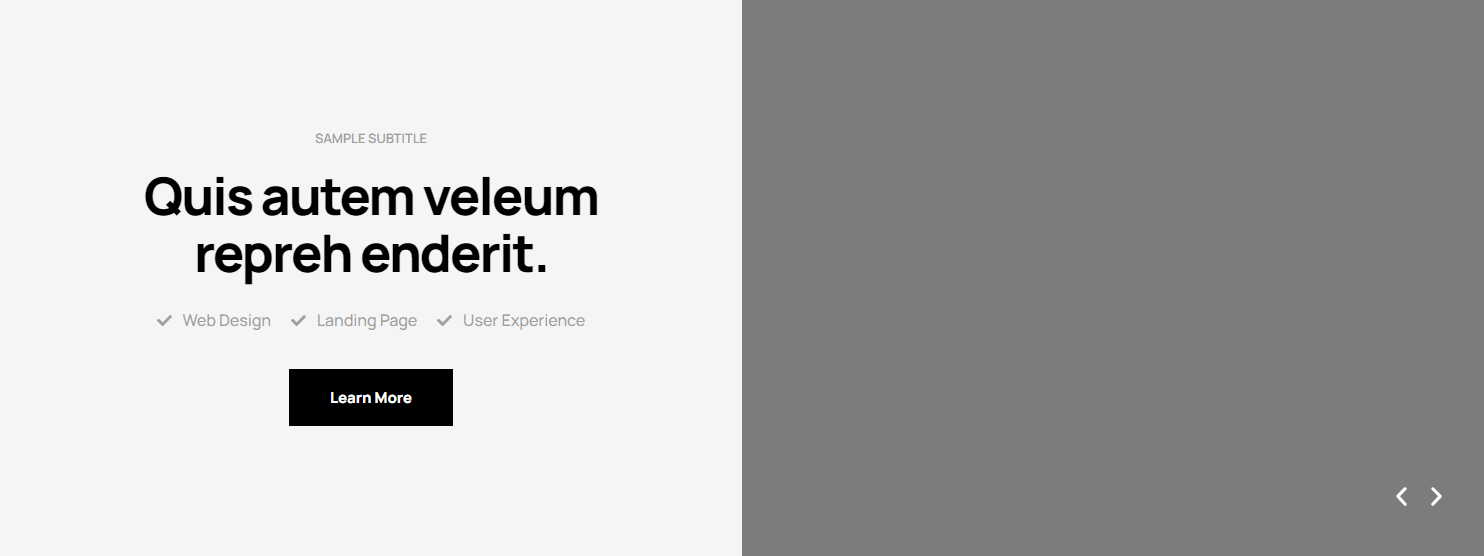 SAMPLE SUBTITLE
Quis autem veleum
repreh enderit.
Web Design Landing Page User Experience
Learn More